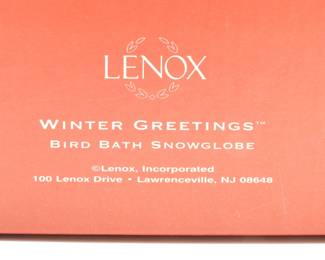 LENOX
WINTER GREETINGS™
BIRD BATH SNOWGLOBE
©Lenox, Incorporated
100 Lenox Drive • Lawrenceville, NJ 08648